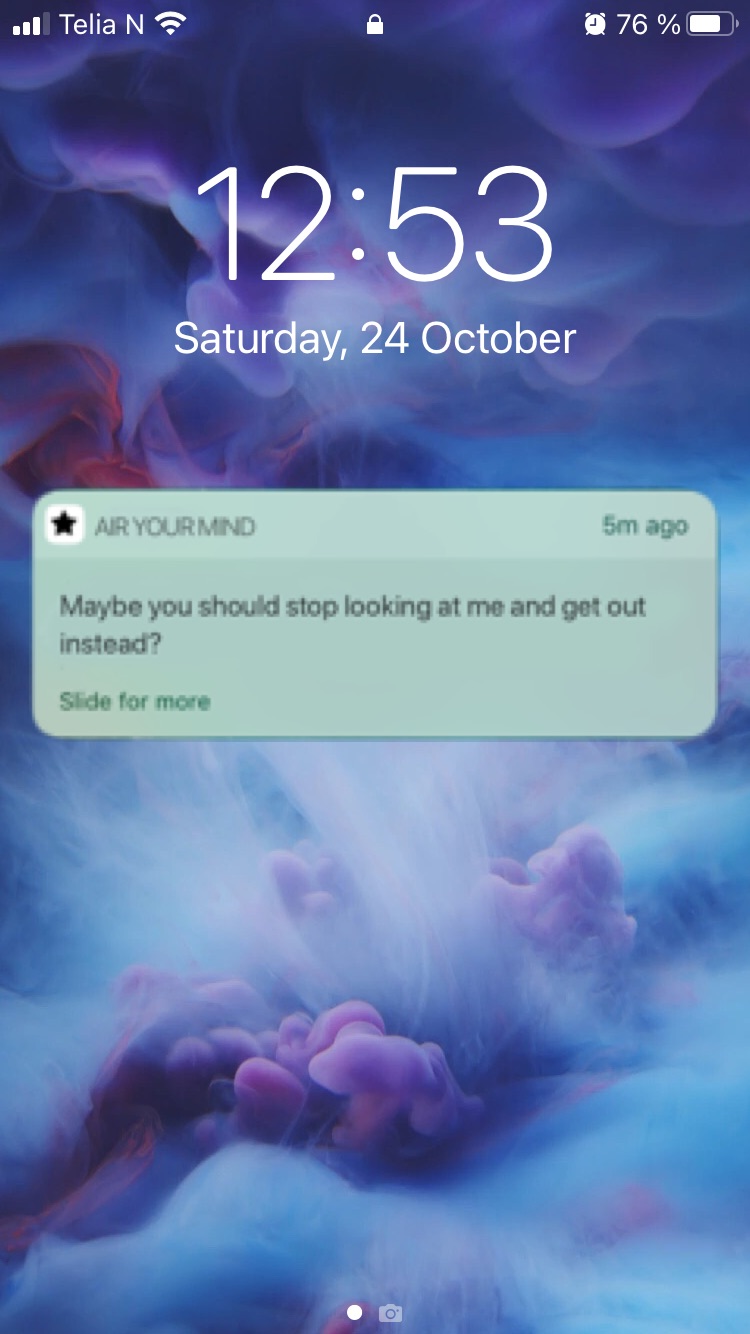 Telia N 76 %
12:53
Saturday, 24 October
AIR YOUR MIND 5m ago
Maybe you should stop looking at me and get out
instead?
Slide for more